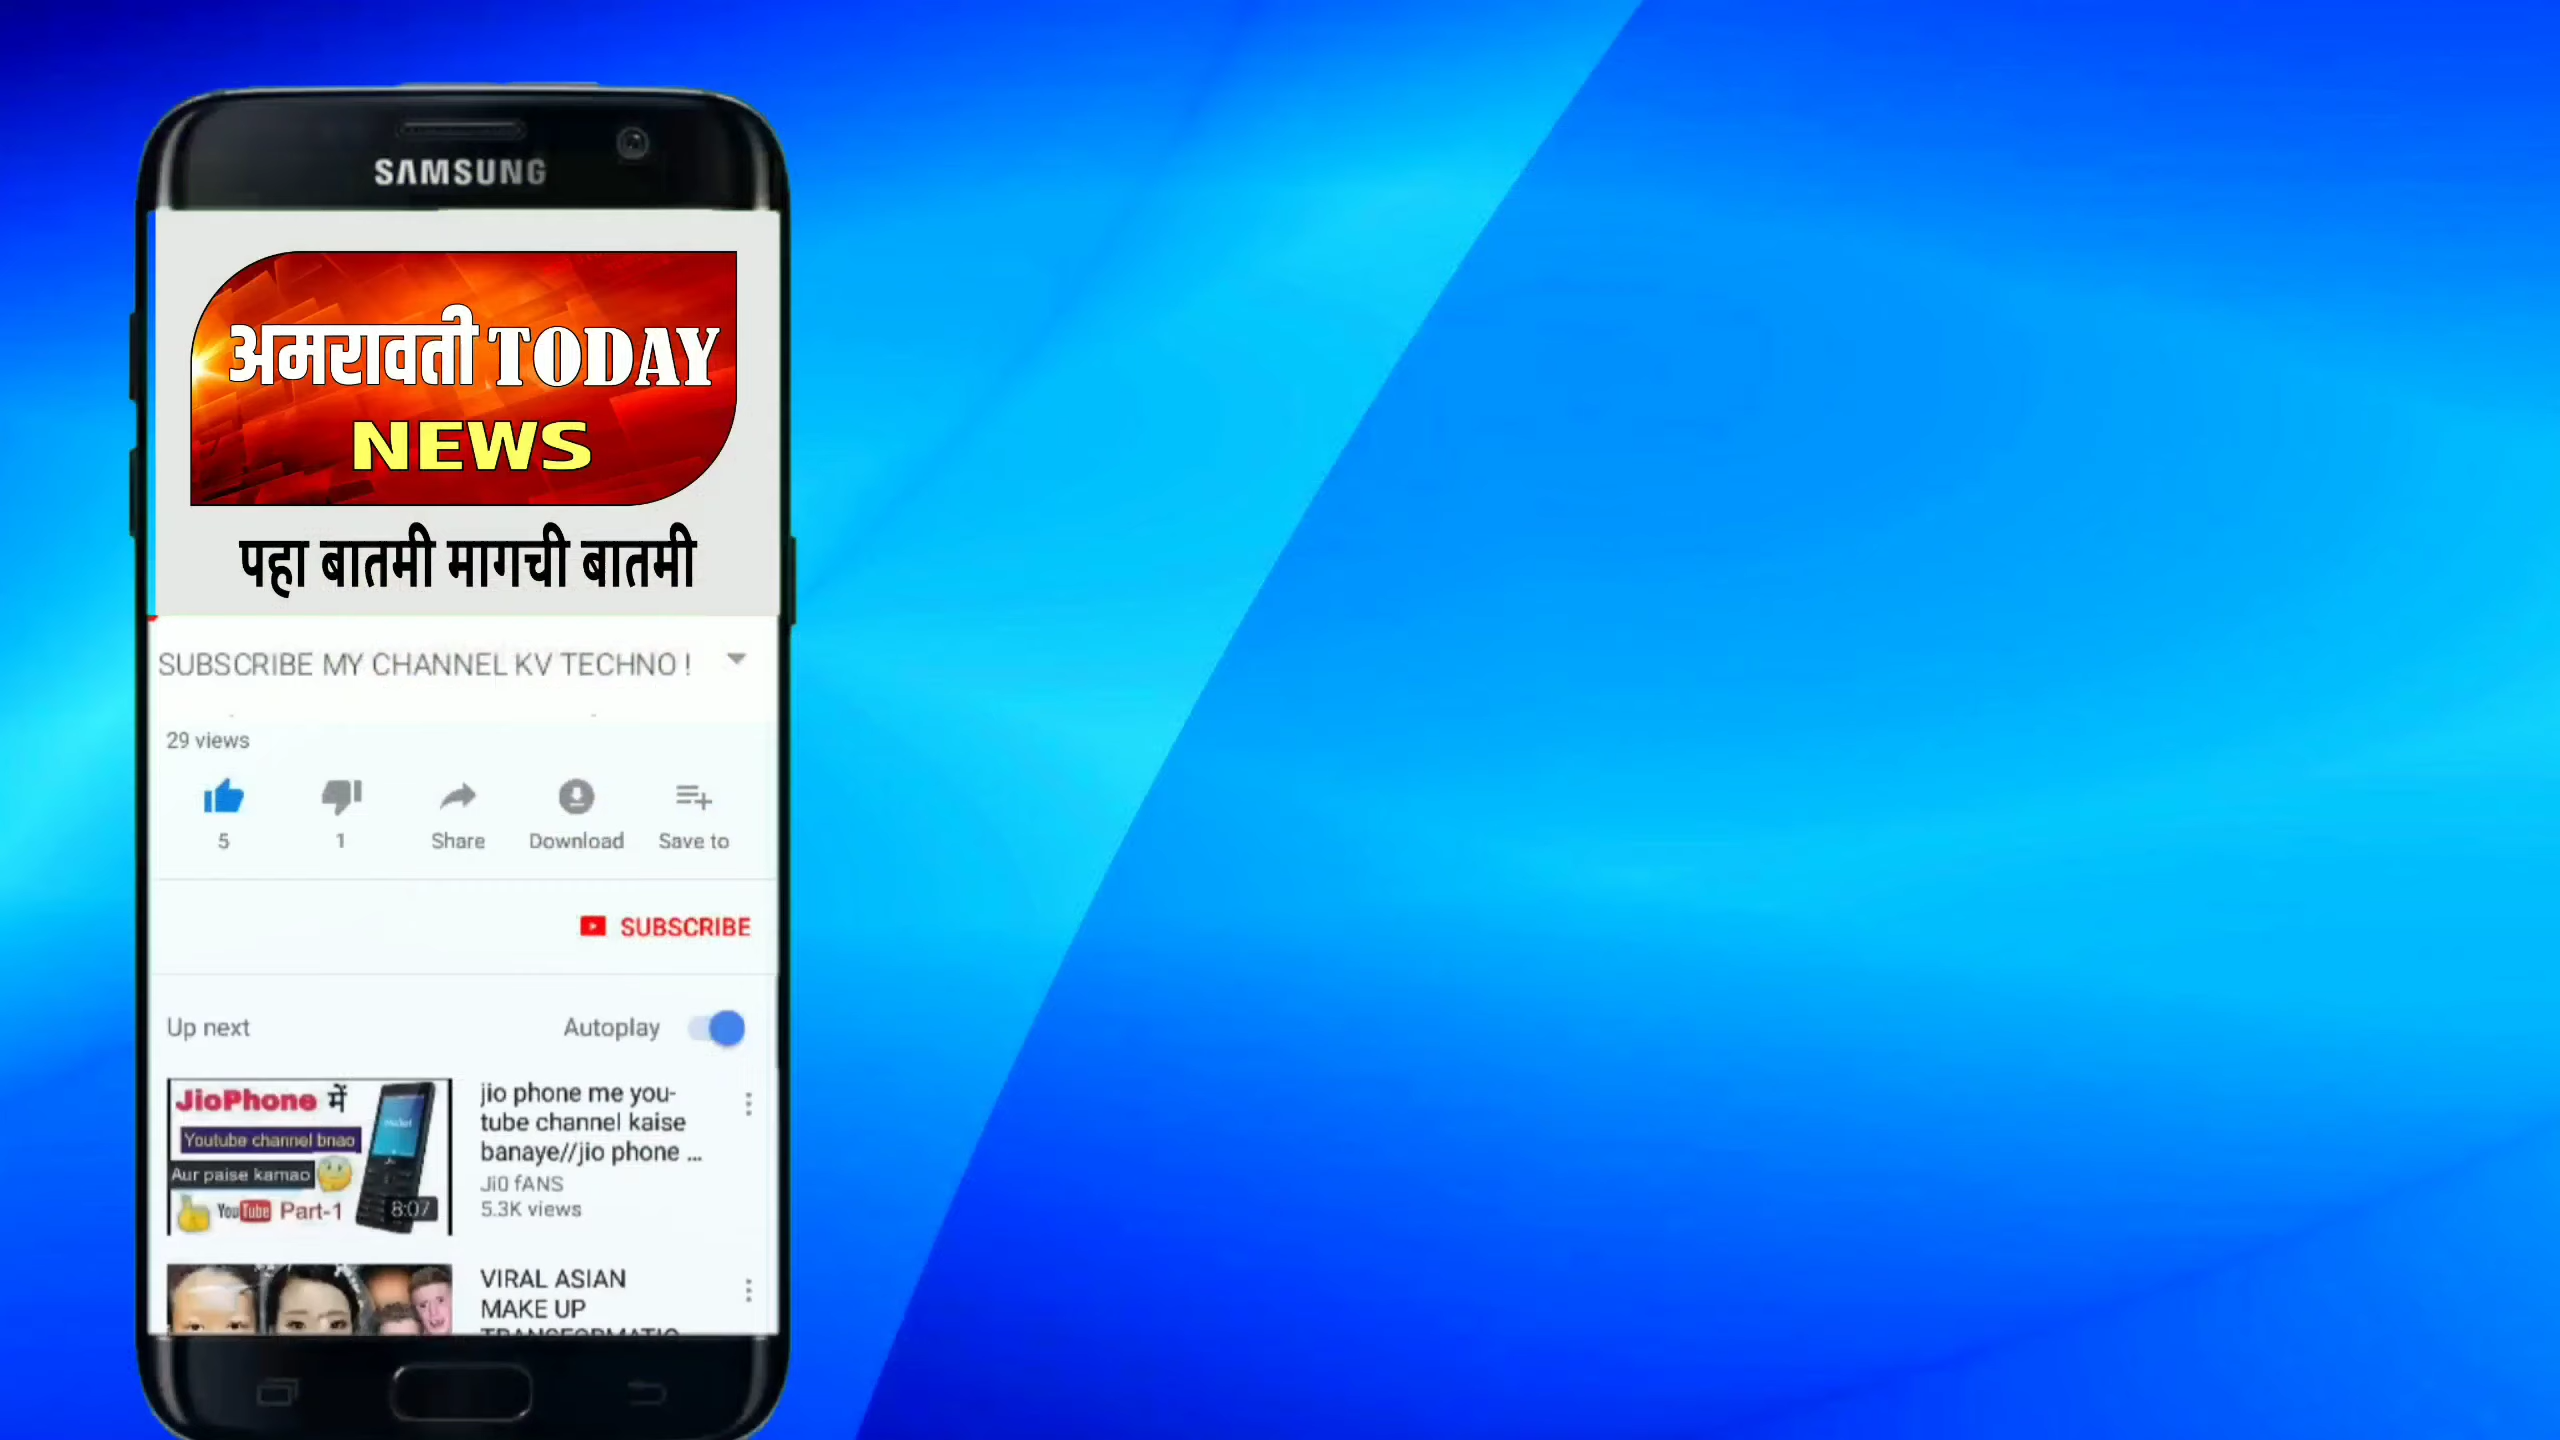 SAMSUNG
अमरावती TODAY
NEWS
पहा बातमी मागची बातमी
SUBSCRIBE MY CHANNEL KV TECHNO !
29 views
5
1
Share
Download
Save to
SUBSCRIBE
Up next
Autoplay
JioPhone में
Youtube channel bnao
Aur paise kamao
YouTube Part-1
8:07
jio phone me you-
tube channel kaise
banaye//jio phone ...
Ji0 fANS
5.3K views
VIRAL ASIAN
MAKE UP